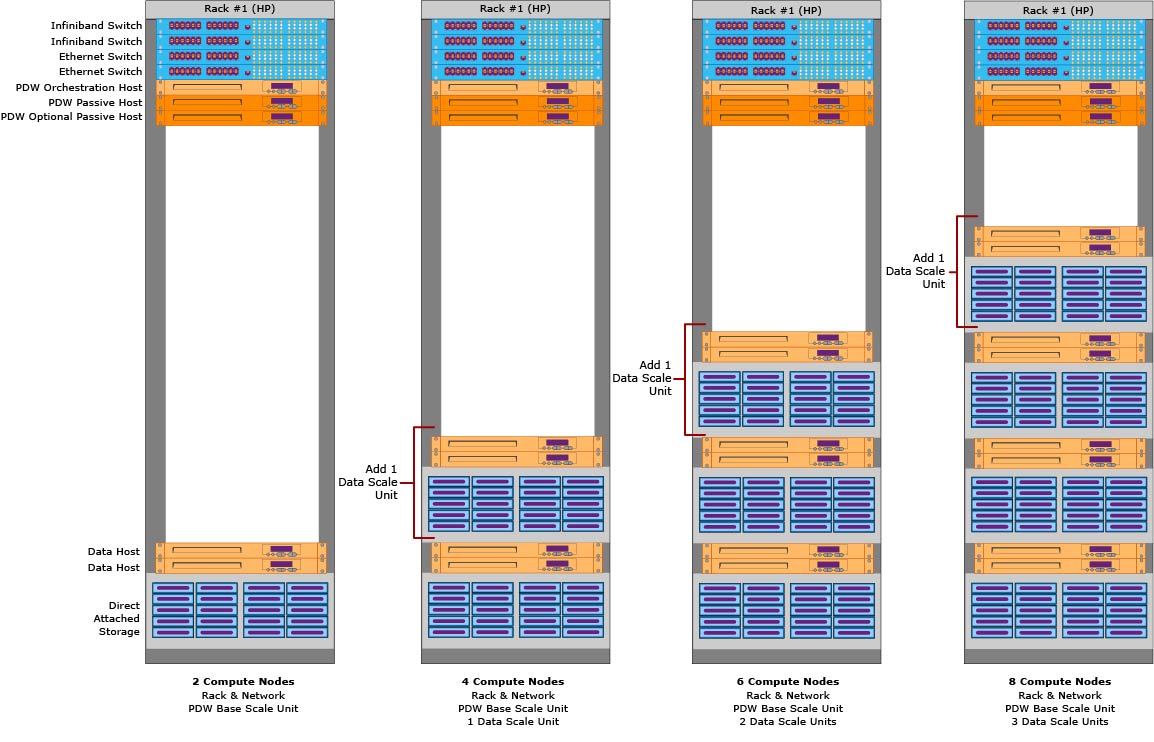 Rack #1 (HP)
Rack #1 (HP)
Rack #1 (HP)
Rack #1 (HP)
Infiniband Switch
Infiniband Switch
Ethernet Switch
Ethernet Switch
PDW Orchestration Host
PDW Passive Host
PDW Optional Passive Host
Add 1
Data Scale
Unit
Add 1
Data Scale
Unit
Add 1
Data Scale
Unit
Data Host
Data Host
Direct
Attached
Storage
2 Compute Nodes
Rack & Network
PDW Base Scale Unit
4 Compute Nodes
Rack & Network
PDW Base Scale Unit
1 Data Scale Unit
6 Compute Nodes
Rack & Network
PDW Base Scale Unit
2 Data Scale Units
8 Compute Nodes
Rack & Network
PDW Base Scale Unit
3 Data Scale Units